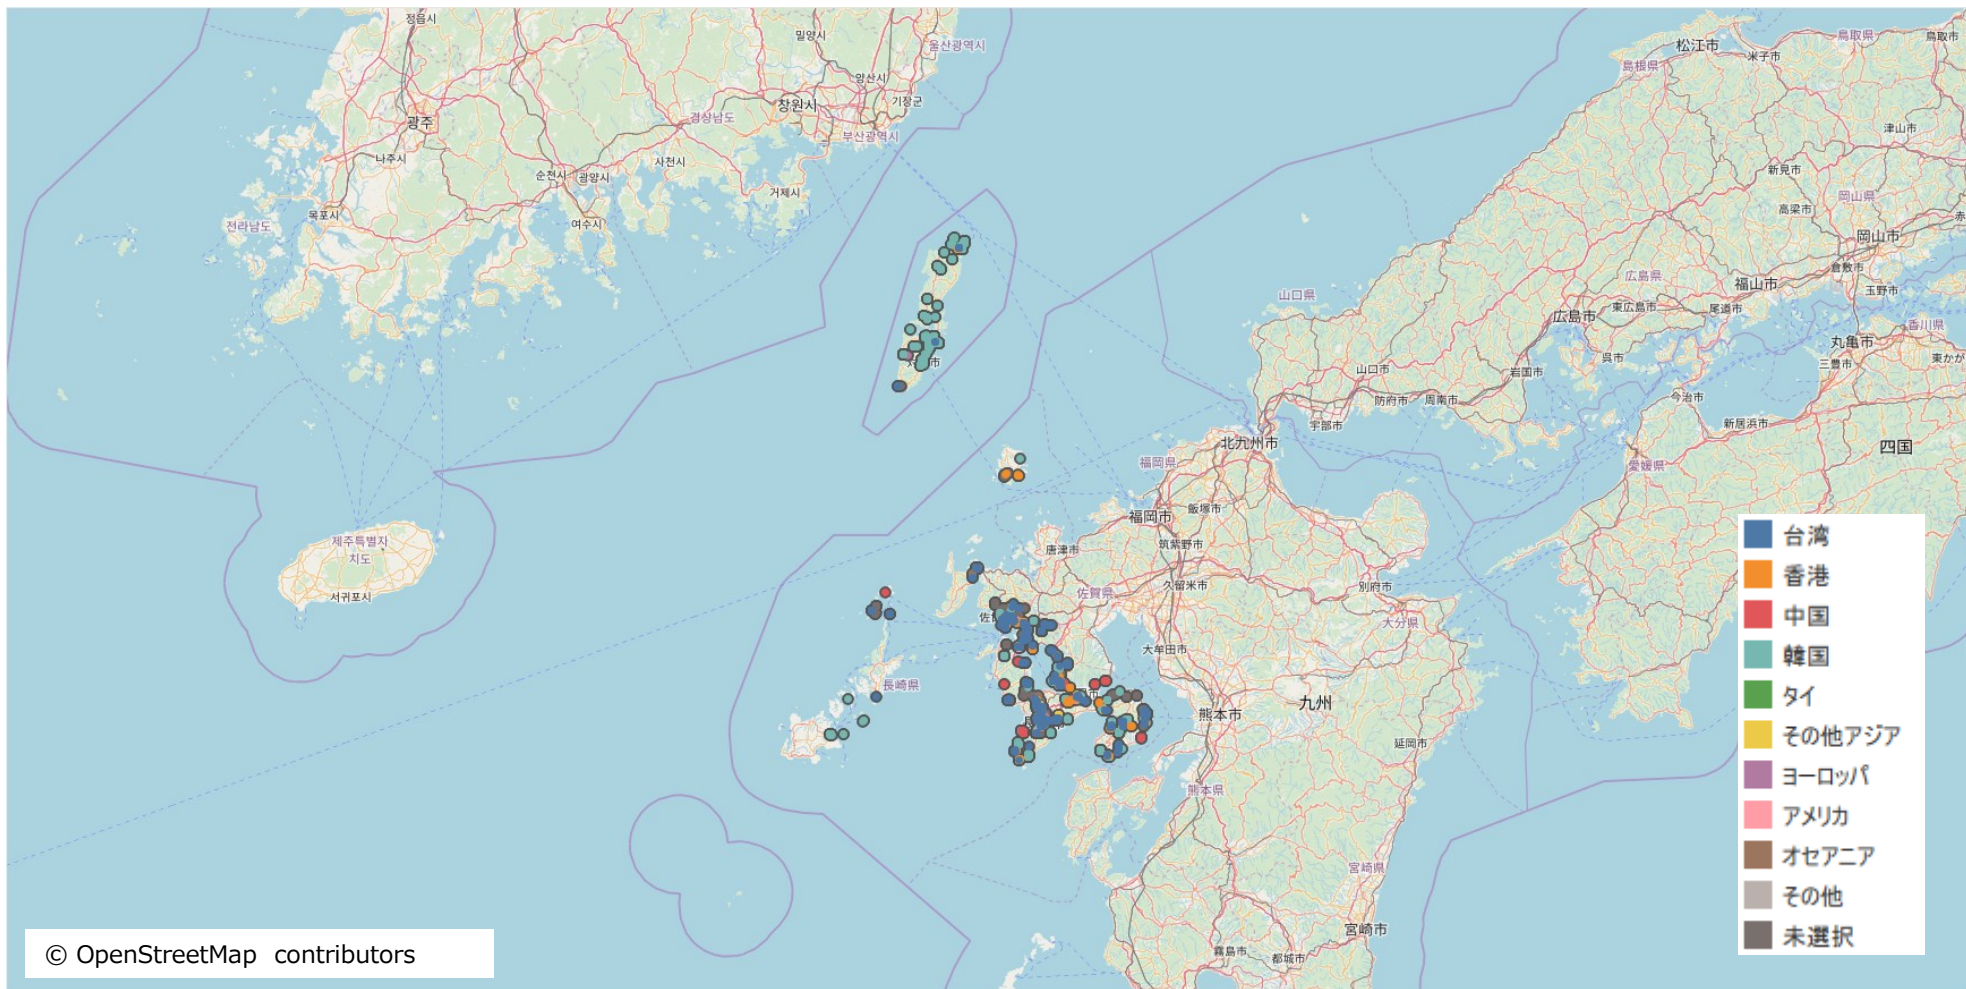 정읍시
밀양시
울산광역시
양산시
기장군
창원시
광주
경상남도
부산광역시
나주시
사천시
순천시
광양시
거제시
목포시
전라남도
여수시
제주특별자
치도
서귀포시
松江市
鳥取県
鳥取市
米子市
島根県
津山市
新見市
岡山県
高梁市
岡山市
倉敷市
広島県
福山市
玉野市
山口県
東広島市
尾道市
広島市
香川県
丸亀市
呉市
三豊市
東かが
山口市
岩国市
防府市
周南市
今治市
宇部市
新居浜市
四国
北九州市
愛媛県
福岡県
飯塚市
福岡市
唐津市
筑紫野市
久留米市
別府市
佐賀県
大分県
大牟田市
長崎県
熊本市
九州
延岡市
熊本県
宮崎県
宮崎市
霧島市
都城市
台湾
香港
中国
韓国
タイ
その他アジア
ヨーロッパ
アメリカ
オセアニア
その他
未選択
© OpenStreetMap contributors